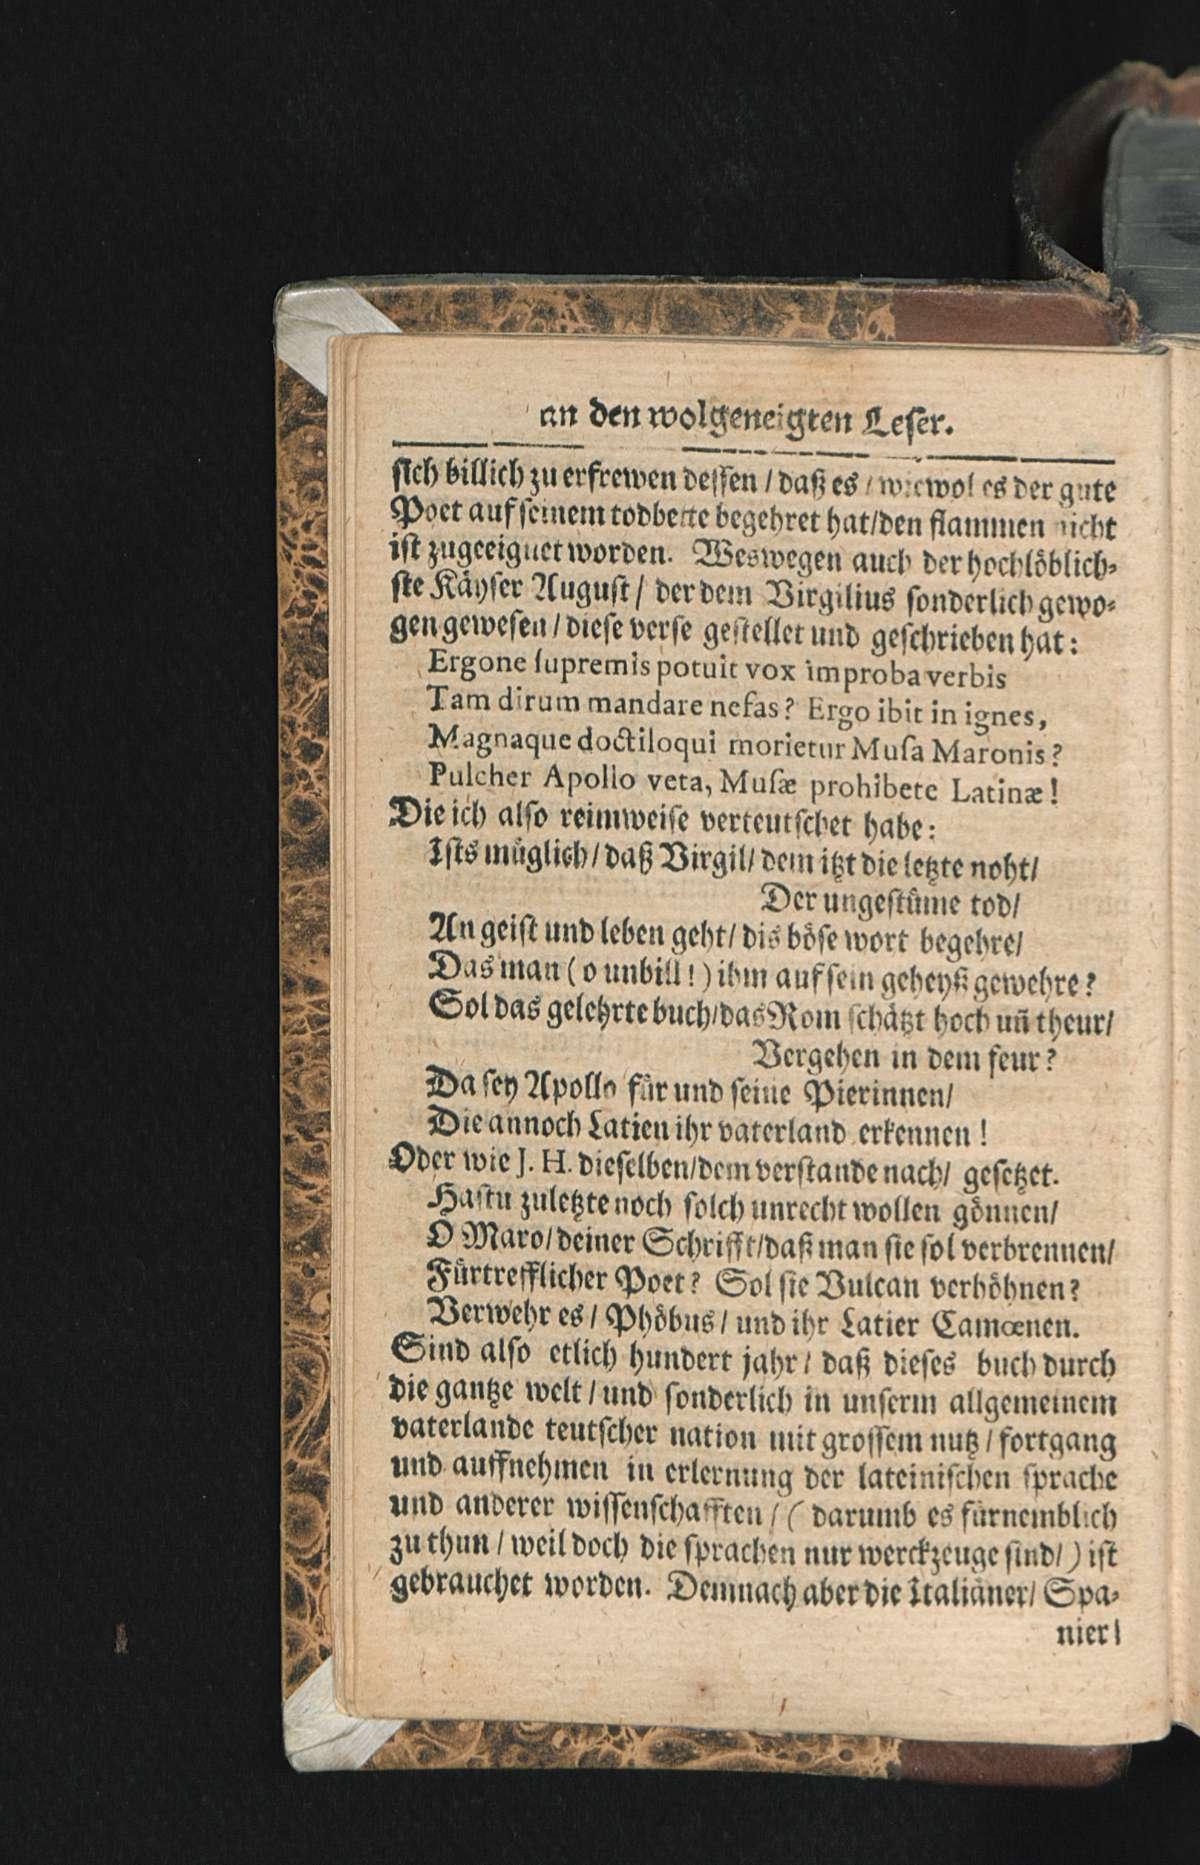 an den wolgeneigten Leser.
sich billich zu erfrewen dessen / daß es / wiewol es der gute
Poet auf seinem todbette begehret hat/den flammen nicht
ist zugeeignet worden. Weswegen auch der hochlöblich⸗
ste Käyser August / der dem Virgilius sonderlich gewo⸗
gen gewesen / diese verse gestellet und geschrieben hat:
Ergone supremis potuit vox improba verbis
Tam dirum mandare nefas? Ergo ibit in ignes,
Magnaque doctiloqui morietur Musa Maronis?
Pulcher Apollo veta, Musæ prohibete Latinæ!
Die ich also reimweise verteutschet habe:
Ists müglich / daß Virgil / dem itzt die letzte noht /
Der ungestüme tod /
An geist und leben geht / dis böse wort begehre /
Das man (o unbill!) ihm auf sein geheyß gewehre?
Sol das gelehrte buch/das Rom schätzt hoch uñ theur/
Vergehen in dem feur?
Da sey Apollo für und seine Pierinnen/
Die annoch Latien ihr vaterland erkennen!
Oder wie J. H. dieselben/dem verstande nach/ gesetzet.
Hastu zuletzte noch solch unrecht wollen gönnen/
O Maro/deiner Schrifft/daß man sie sol verbrennen/
Fürtrefflicher Poet? Sol sie Vulcan verhöhnen?
Verwehr es / Phöbus / und ihr Latier Camœnen.
Sind also etlich hundert jahr / daß dieses buch durch
die gantze welt / und sonderlich in unserm allgemeinem
vaterlande teutscher nation mit grossem nutz / fortgang
und auffnehmen in erlernung der lateinischen sprache
und anderer wissenschafften / ( darumb es fürnemblich
zu thun / weil doch die sprachen nur werckzeuge sind/) ist
gebrauchet worden. Demnach aber die Italiäner/ Spa⸗
nier/